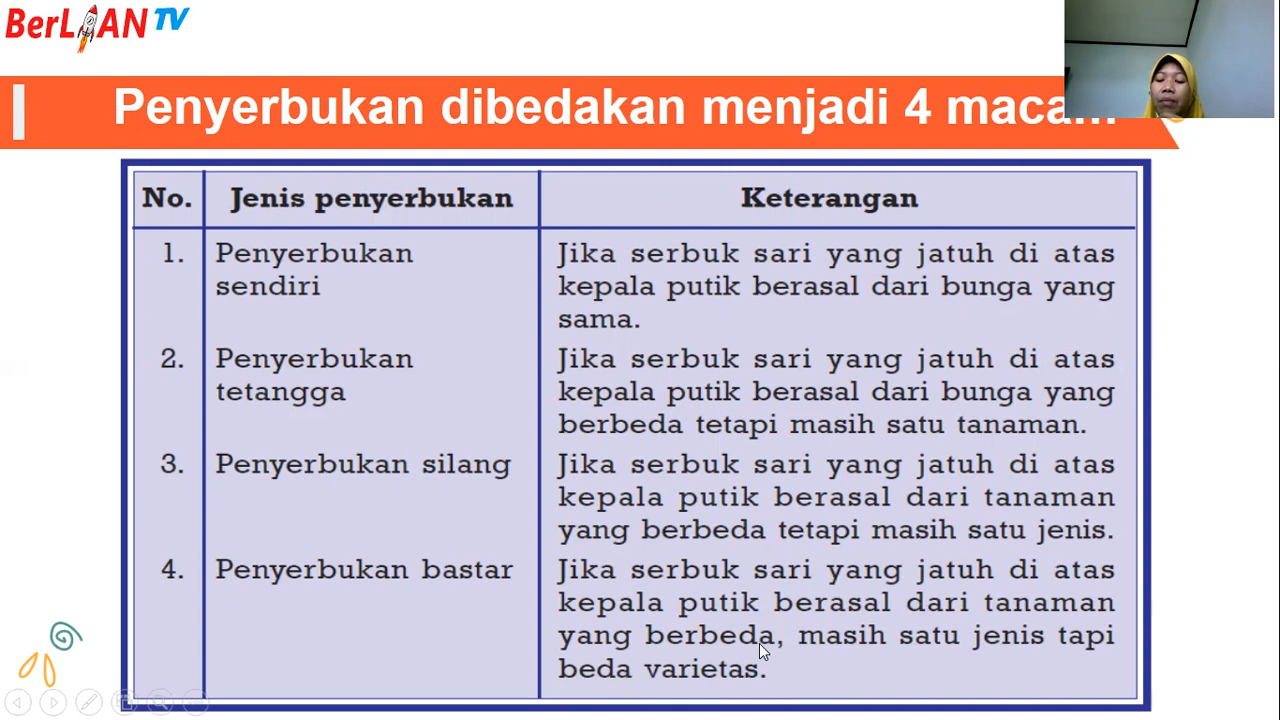 BerLIAN TV
Penyerbukan dibedakan menjadi 4 macam
No. Jenis penyerbukan Keterangan
1. Penyerbukan sendiri
Jika serbuk sari yang jatuh di atas
kepala putik berasal dari bunga yang
sama.
2. Penyerbukan tetangga
Jika serbuk sari yang jatuh di atas
kepala putik berasal dari bunga yang
berbeda tetapi masih satu tanaman.
3. Penyerbukan silang
Jika serbuk sari yang jatuh di atas
kepala putik berasal dari tanaman
yang berbeda tetapi masih satu jenis.
4. Penyerbukan bastar
Jika serbuk sari yang jatuh di atas
kepala putik berasal dari tanaman
yang berbeda, masih satu jenis tapi
beda varietas.